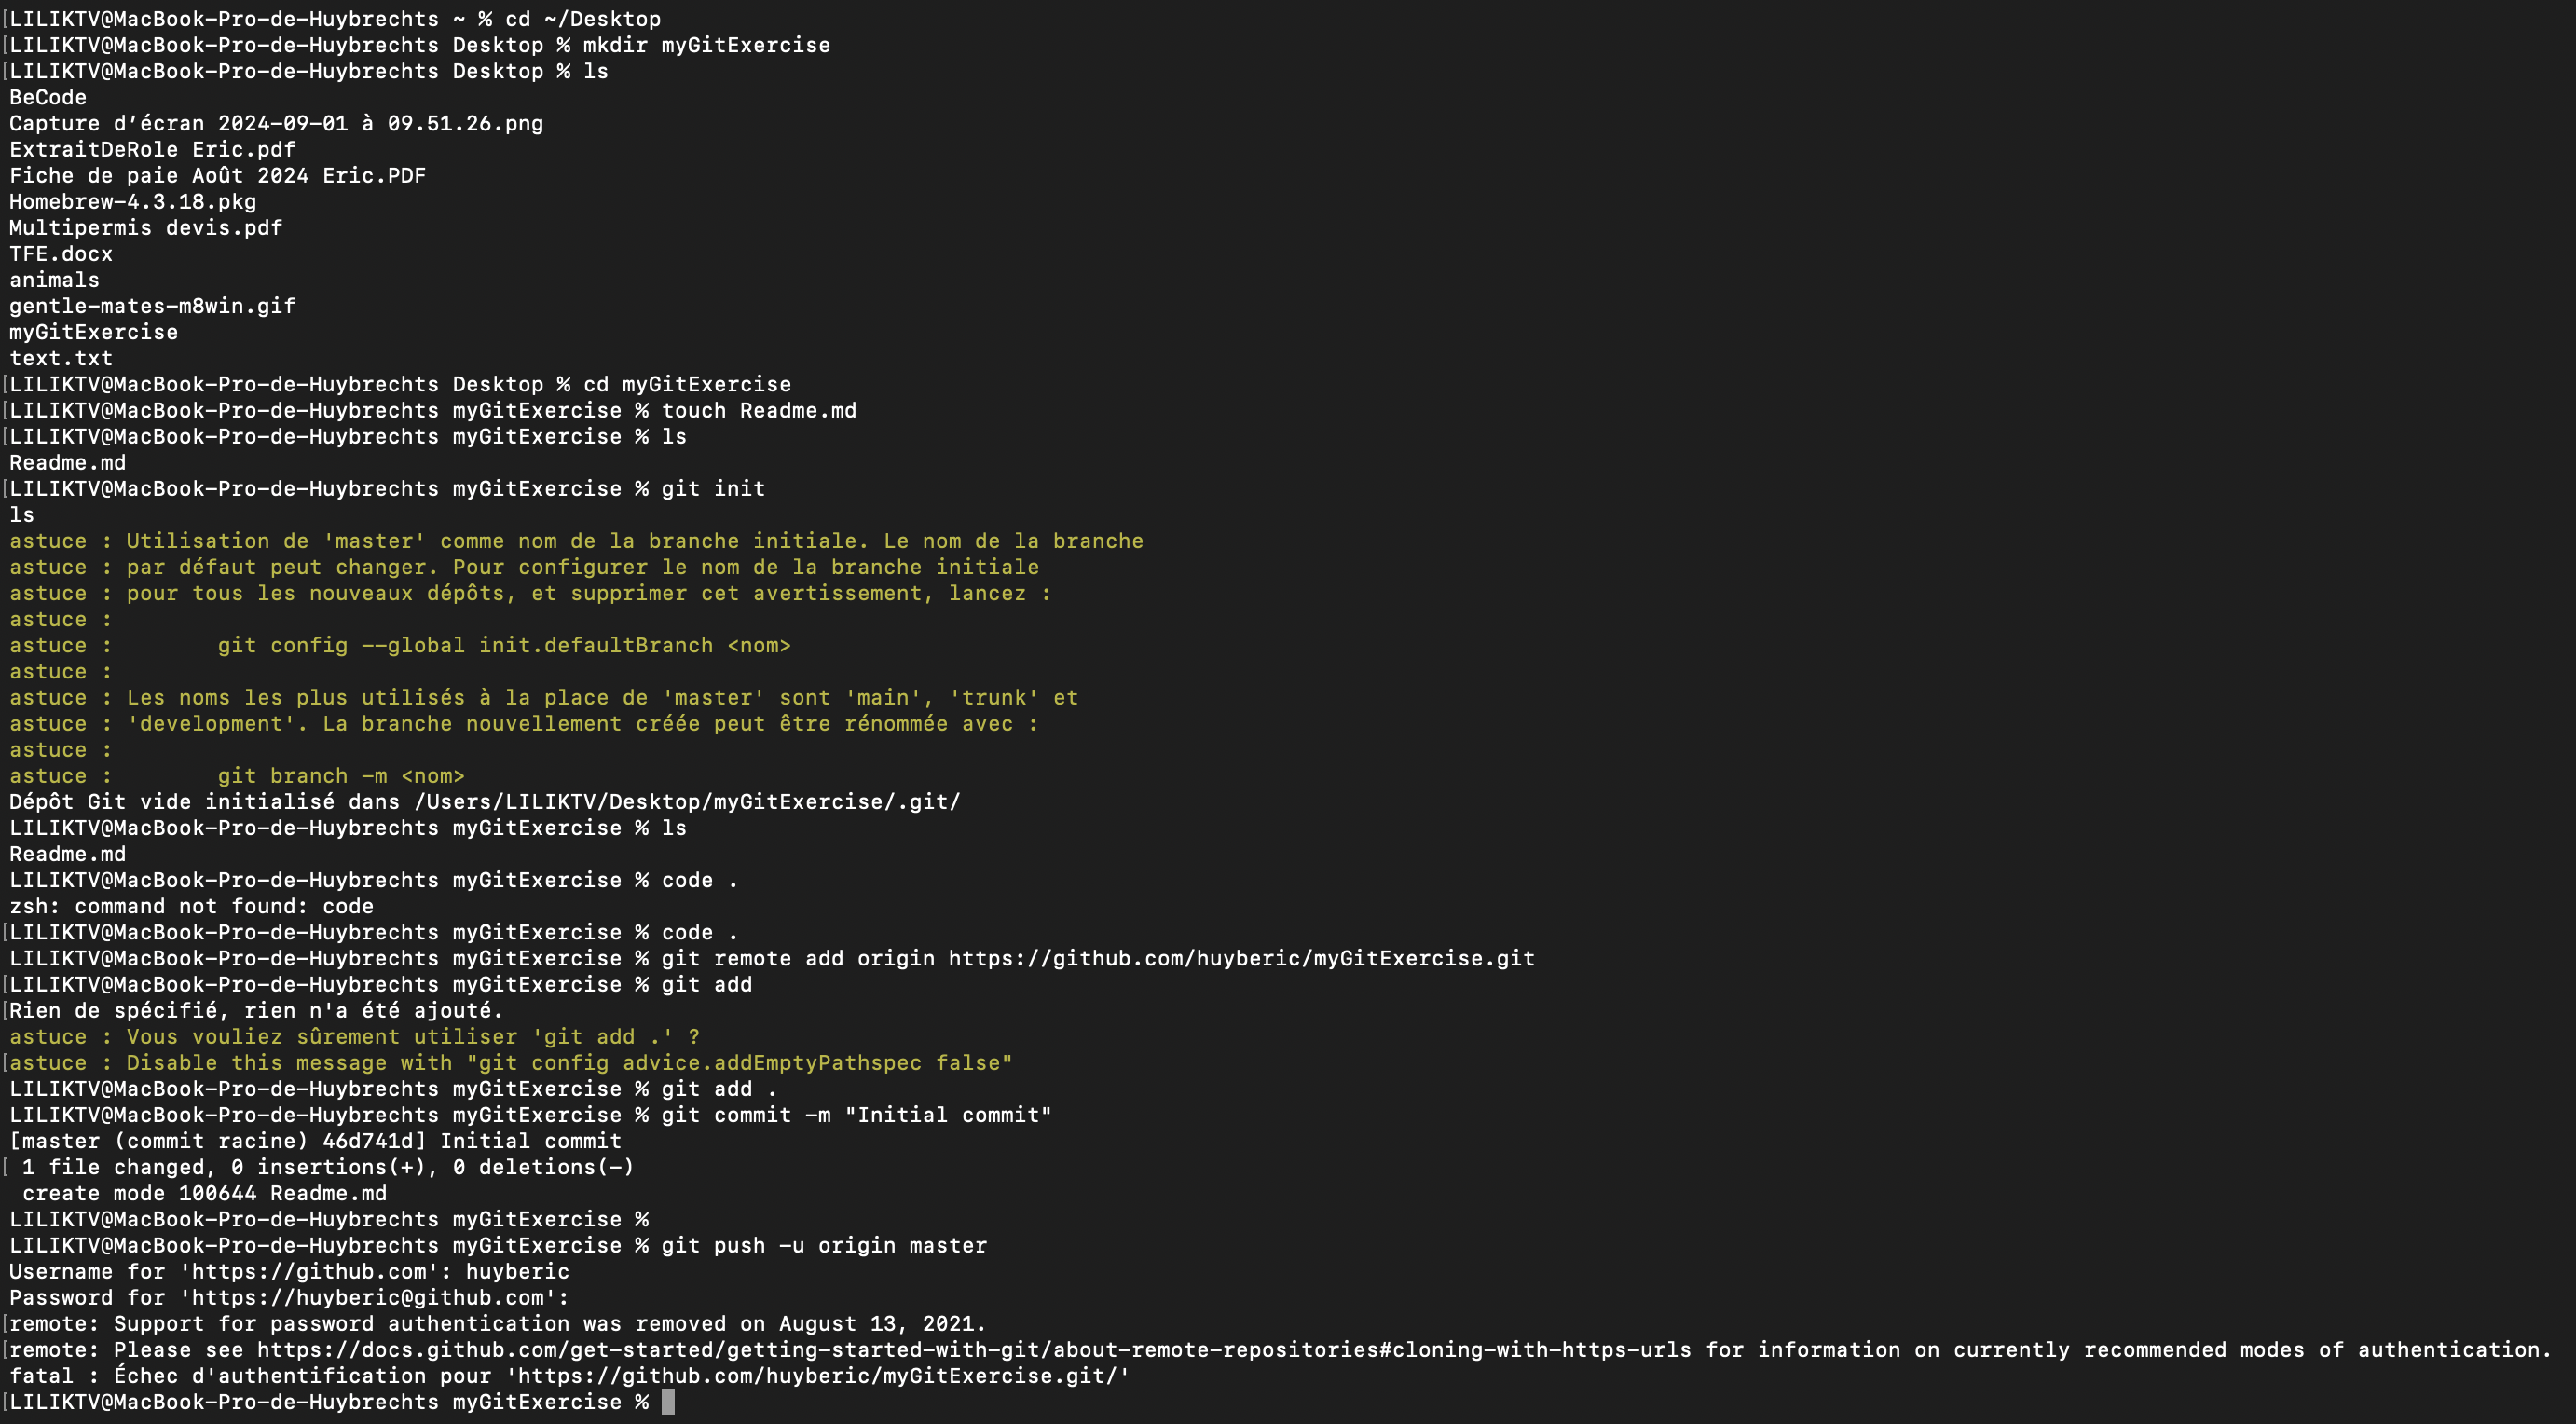 [LILIKTV@MacBook-Pro-de-Huybrechts ~ % cd ~/Desktop
[LILIKTV@MacBook-Pro-de-Huybrechts Desktop % mkdir myGitExercise
[LILIKTV@MacBook-Pro-de-Huybrechts Desktop % ls
BeCode
Capture d’écran 2024-09-01 à 09.51.26.png
ExtraitDeRole Eric.pdf
Fiche de paie Août 2024 Eric.PDF
Homebrew-4.3.18.pkg
Multipermis devis.pdf
TFE.docx
animals
gentle-mates-m8win.gif
myGitExercise
text.txt
[LILIKTV@MacBook-Pro-de-Huybrechts Desktop % cd myGitExercise
[LILIKTV@MacBook-Pro-de-Huybrechts myGitExercise % touch Readme.md
[LILIKTV@MacBook-Pro-de-Huybrechts myGitExercise % ls
Readme.md
[LILIKTV@MacBook-Pro-de-Huybrechts myGitExercise % git init
ls
astuce : Utilisation de 'master' comme nom de la branche initiale. Le nom de la branche
astuce : par défaut peut changer. Pour configurer le nom de la branche initiale
astuce : pour tous les nouveaux dépôts, et supprimer cet avertissement, lancez :
astuce :
astuce :        git config --global init.defaultBranch <nom>
astuce :
astuce : Les noms les plus utilisés à la place de 'master' sont 'main', 'trunk' et
astuce : 'development'. La branche nouvellement créée peut être rénommée avec :
astuce :
astuce :        git branch -m <nom>
Dépôt Git vide initialisé dans /Users/LILIKTV/Desktop/myGitExercise/.git/
LILIKTV@MacBook-Pro-de-Huybrechts myGitExercise % ls
Readme.md
LILIKTV@MacBook-Pro-de-Huybrechts myGitExercise % code .
zsh: command not found: code
[LILIKTV@MacBook-Pro-de-Huybrechts myGitExercise % code .
LILIKTV@MacBook-Pro-de-Huybrechts myGitExercise % git remote add origin https://github.com/huyberic/myGitExercise.git
[LILIKTV@MacBook-Pro-de-Huybrechts myGitExercise % git add
[Rien de spécifié, rien n'a été ajouté.
astuce : Vous vouliez sûrement utiliser 'git add .' ?
[astuce : Disable this message with "git config advice.addEmptyPathspec false"
LILIKTV@MacBook-Pro-de-Huybrechts myGitExercise % git add .
LILIKTV@MacBook-Pro-de-Huybrechts myGitExercise % git commit -m "Initial commit"
[master (commit racine) 46d741d] Initial commit
[ 1 file changed, 0 insertions(+), 0 deletions(-)
 create mode 100644 Readme.md
LILIKTV@MacBook-Pro-de-Huybrechts myGitExercise %
LILIKTV@MacBook-Pro-de-Huybrechts myGitExercise % git push -u origin master
Username for 'https://github.com': huyberic
Password for 'https://huyberic@github.com':
[remote: Support for password authentication was removed on August 13, 2021.
[remote: Please see https://docs.github.com/get-started/getting-started-with-git/about-remote-repositories#cloning-with-https-urls for information on currently recommended modes of authentication.
fatal : Échec d'authentification pour 'https://github.com/huyberic/myGitExercise.git/'
[LILIKTV@MacBook-Pro-de-Huybrechts myGitExercise %